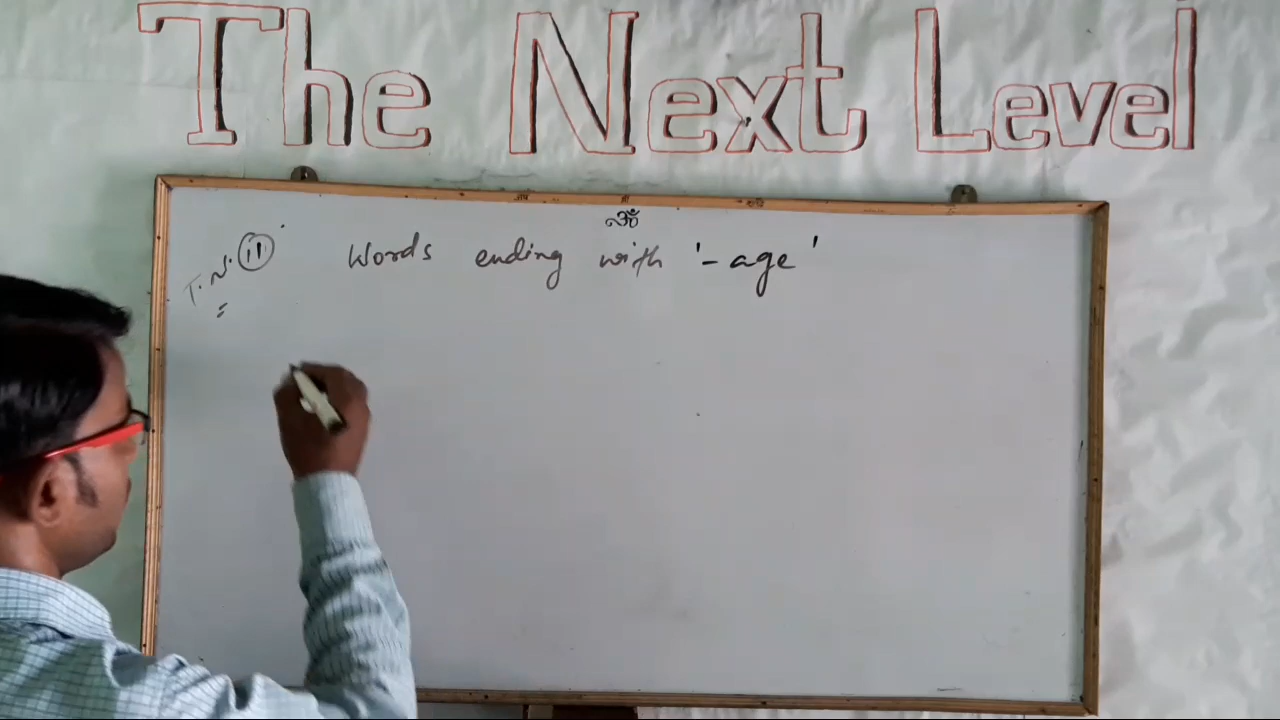 The Next Level
ॐ
T.N. 11 Words ending with '-age'